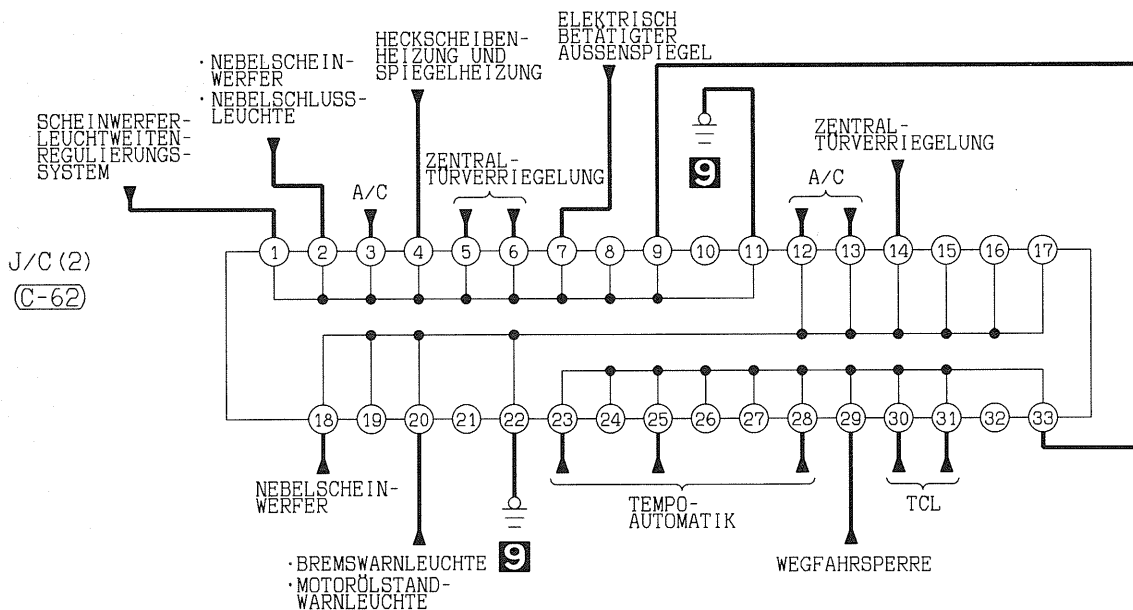 ELEKTRISCH
BETÄTIGTER
AUSSENSPIEGEL
HECKSCHEIBEN-
HEIZUNG UND
SPIEGELHEIZUNG
·NEBELSCHEIN-
WERFER
·NEBELSCHLUSS-
LEUCHTE
SCHEINWERFER-
LEUCHTWEITEN-
REGULIERUNGS-
SYSTEM
A/C
ZENTRAL-
TÜRVERRIEGELUNG
9
A/C
ZENTRAL-
TÜRVERRIEGELUNG
1 2 3 4 5 6 7 8 9 10 11 12 13 14 15 16 17
J/C (2)
C-62
18 19 20 21 22 23 24 25 26 27 28 29 30 31 32 33
NEBELSCHEIN-
WERFER
·BREMSWARNLEUCHTE
·MOTORÖLSTAND-
WARNLEUCHTE
9
TEMPO-
AUTOMATIK
WEGFAHRSPERRE
TCL